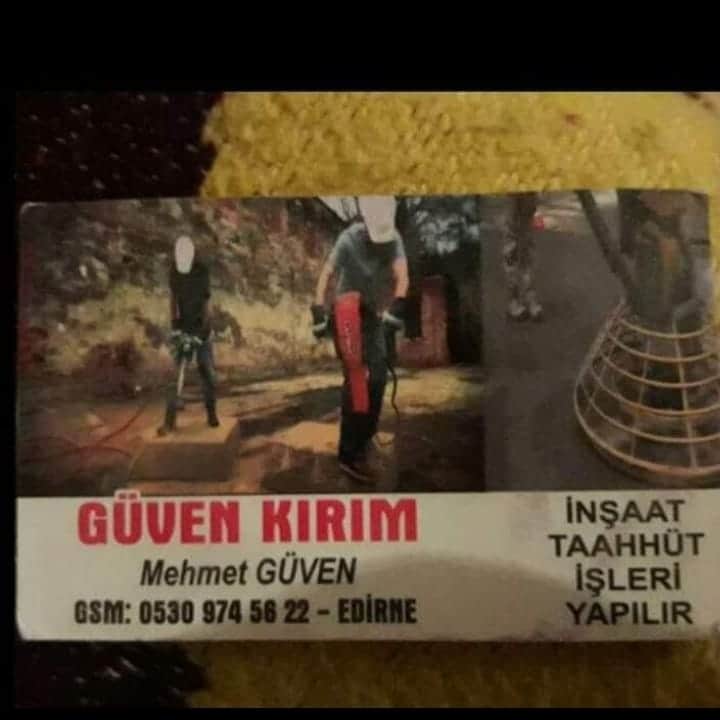 GÜVEN KIRIM
Mehmet GÜVEN
GSM: 0530 974 56 22 – EDİRNE
İNŞAAT
TAAHHÜT
İŞLERİ
YAPILIR